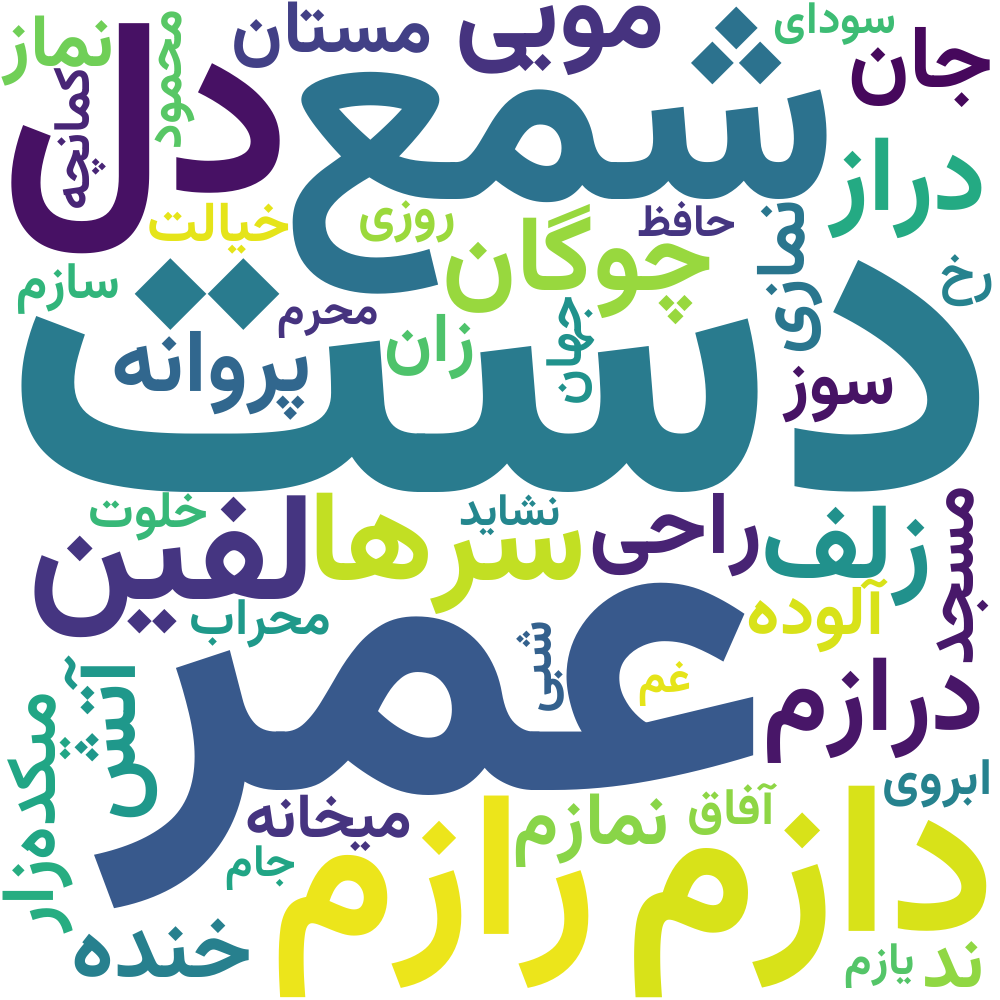 نماز
محمود
کمانچه
دل
مستان
مویی
سودای
جان
شمع
دراز
خیالت
روزی
حافظ
چوگان
نمازی
رخ
سازم
محرم
زان
جهان
پروانه
سوز
دست
خلوت
لفین
سرها
نشاید
راحی
زلف
مسجد
محراب
آلوده
شبی
غم
عمر
آتش
درازم
میکده‌زار
ابروی
میخانه
نمازم
آفاق
جام
رازم
دازم
خنده
یازم
ند